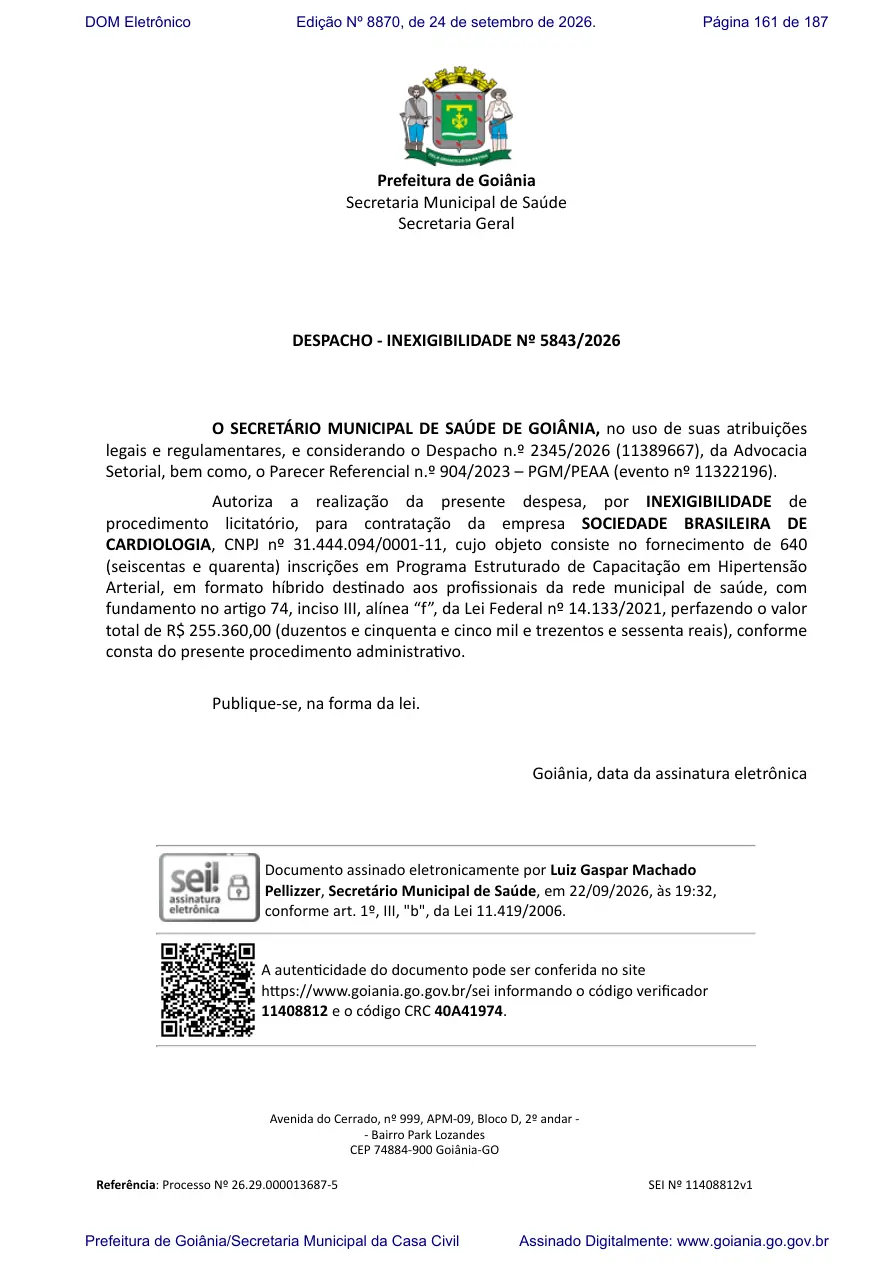 DOM Eletrônico Edição Nº 8870, de 24 de setembro de 2026. Página 161 de 187
PELA GRANDEZA DA PÁTRIA
Prefeitura de Goiânia
Secretaria Municipal de Saúde
Secretaria Geral
DESPACHO - INEXIGIBILIDADE Nº 5843/2026
O SECRETÁRIO MUNICIPAL DE SAÚDE DE GOIÂNIA, no uso de suas atribuições
legais e regulamentares, e considerando o Despacho n.º 2345/2026 (11389667), da Advocacia
Setorial, bem como, o Parecer Referencial n.º 904/2023 – PGM/PEAA (evento nº 11322196).
Autoriza a realização da presente despesa, por INEXIGIBILIDADE de
procedimento licitatório, para contratação da empresa SOCIEDADE BRASILEIRA DE
CARDIOLOGIA, CNPJ nº 31.444.094/0001-11, cujo objeto consiste no fornecimento de 640
(seiscentas e quarenta) inscrições em Programa Estruturado de Capacitação em Hipertensão
Arterial, em formato híbrido destinado aos profissionais da rede municipal de saúde, com
fundamento no artigo 74, inciso III, alínea “f”, da Lei Federal nº 14.133/2021, perfazendo o valor
total de R$ 255.360,00 (duzentos e cinquenta e cinco mil e trezentos e sessenta reais), conforme
consta do presente procedimento administrativo.
Publique-se, na forma da lei.
Goiânia, data da assinatura eletrônica
sei!
assinatura
eletrônica
Documento assinado eletronicamente por Luiz Gaspar Machado
Pellizzer, Secretário Municipal de Saúde, em 22/09/2026, às 19:32,
conforme art. 1º, III, "b", da Lei 11.419/2006.
A autenticidade do documento pode ser conferida no site
https://www.goiania.go.gov.br/sei informando o código verificador
11408812 e o código CRC 40A41974.
Avenida do Cerrado, nº 999, APM-09, Bloco D, 2º andar -
- Bairro Park Lozandes
CEP 74884-900 Goiânia-GO
Referência: Processo Nº 26.29.000013687-5 SEI Nº 11408812v1
Prefeitura de Goiânia/Secretaria Municipal da Casa Civil Assinado Digitalmente: www.goiania.go.gov.br